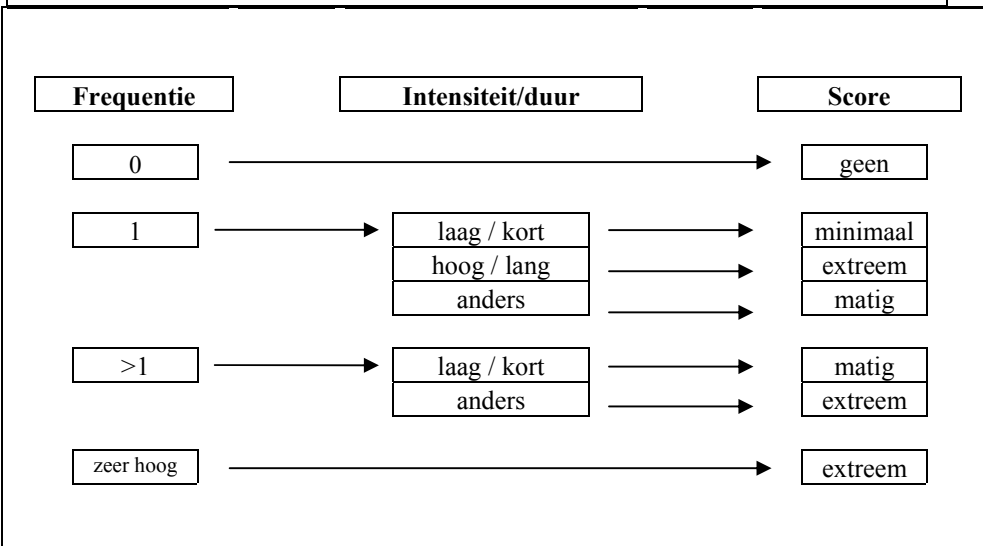 Frequentie Intensiteit/duur Score
0 geen
1 laag / kort minimaal
hoog / lang extreem
anders matig
>1 laag / kort matig
anders extreem
zeer hoog extreem